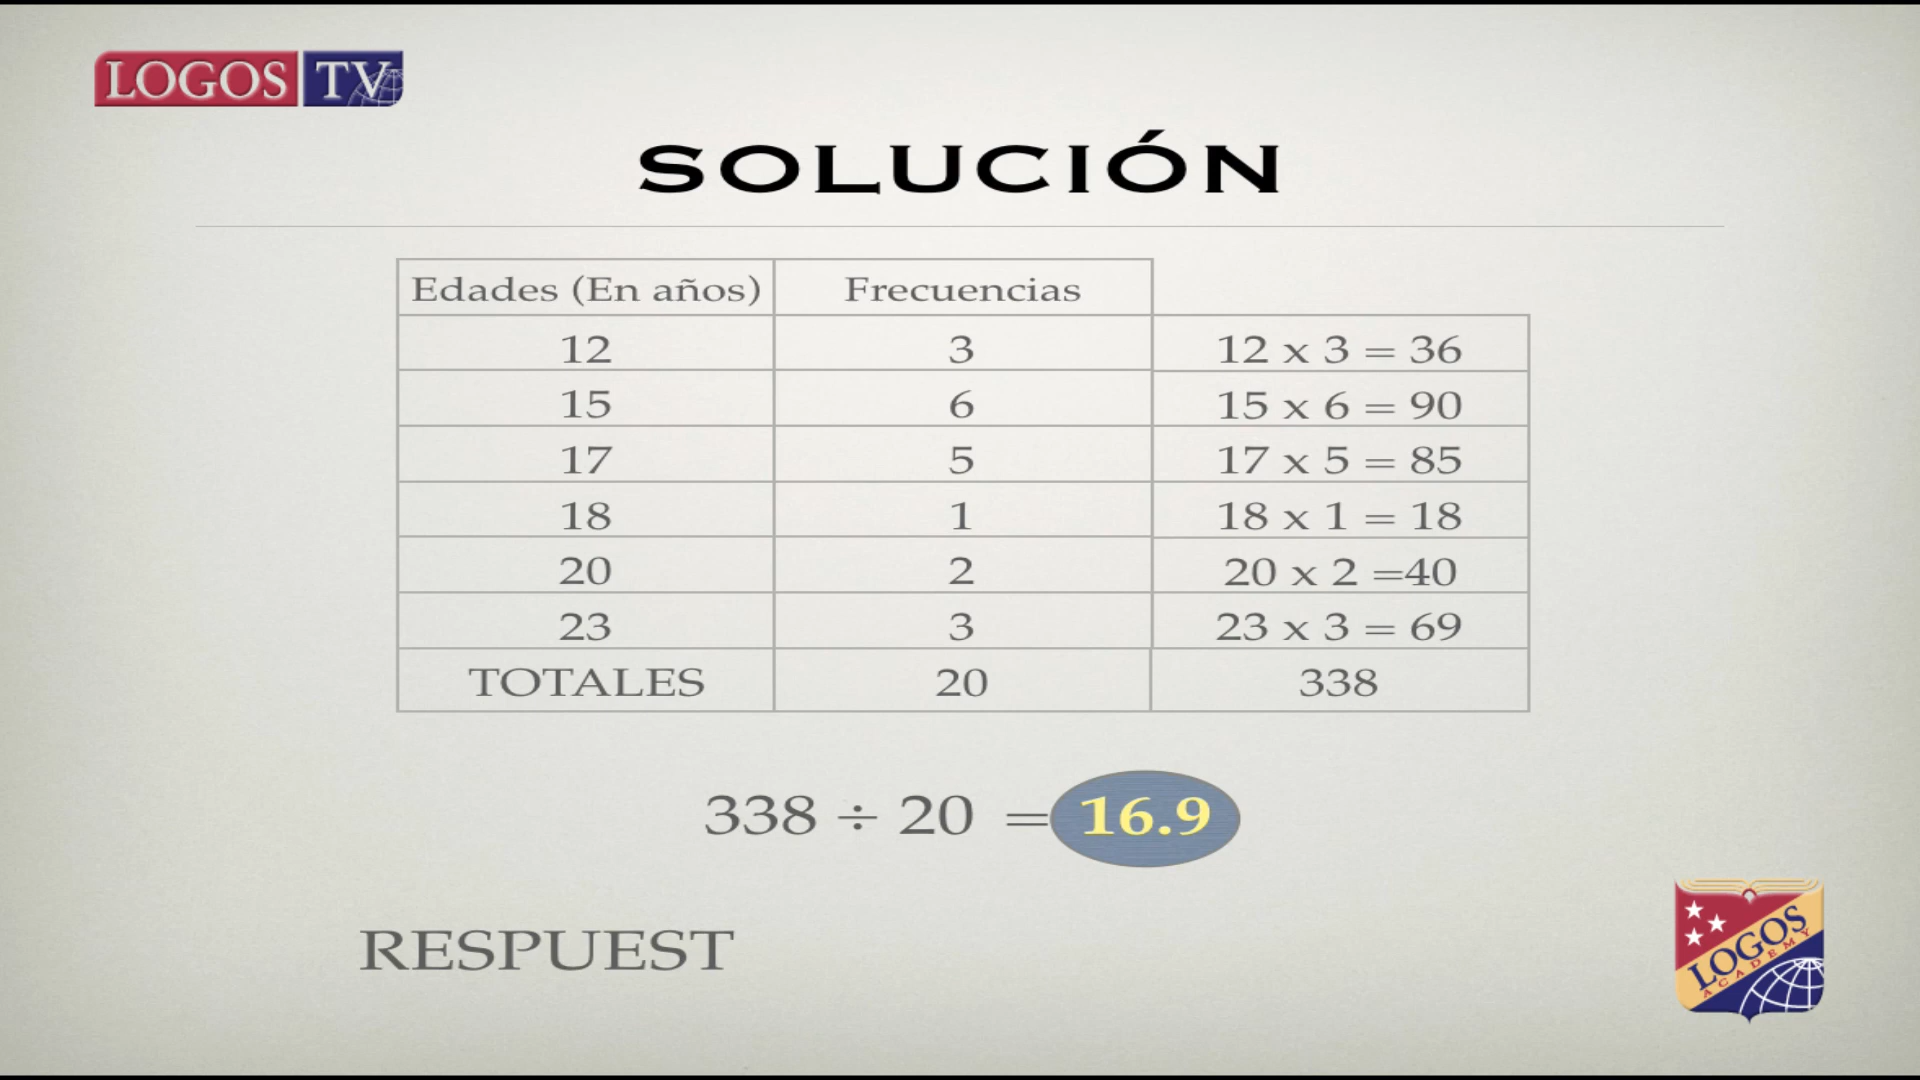 LOGOS TV
SOLUCIÓN
Edades (En años) Frecuencias
12 3 12 x 3 = 36
15 6 15 x 6 = 90
17 5 17 x 5 = 85
18 1 18 x 1 = 18
20 2 20 x 2 =40
23 3 23 x 3 = 69
TOTALES 20 338
338 ÷ 20 = 16.9
RESPUEST
LOGOS
ACADEMY